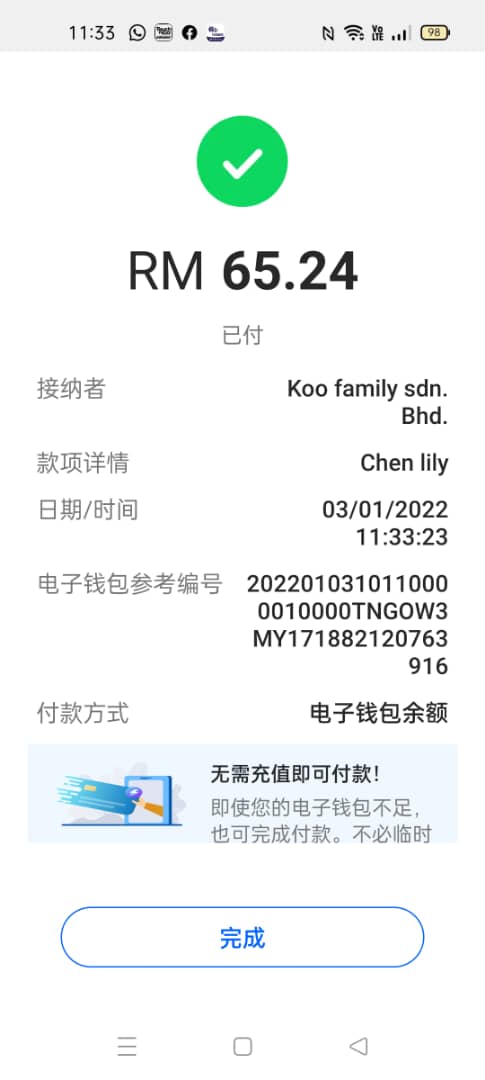 11:33
VO
LTE
98
RM 65.24
已付
接纳者
Koo family sdn.
Bhd.
款项详情
Chen lily
日期/时间
03/01/2022
11:33:23
电子钱包参考编号
202201031011000
0010000TNGOW3
MY171882120763
916
付款方式
电子钱包余额
无需充值即可付款！
即使您的电子钱包不足，
也可完成付款。不必临时
完成